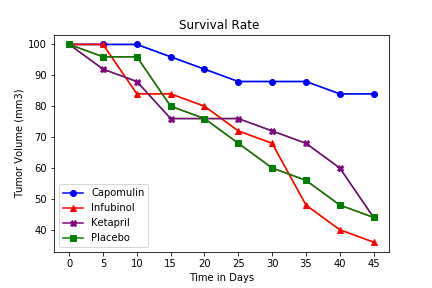 Survival Rate
Tumor Volume (mm3)
100
90
80
70
60
50
40
Capomulin
Infubinol
Ketapril
Placebo
0 5 10 15 20 25 30 35 40 45
Time in Days